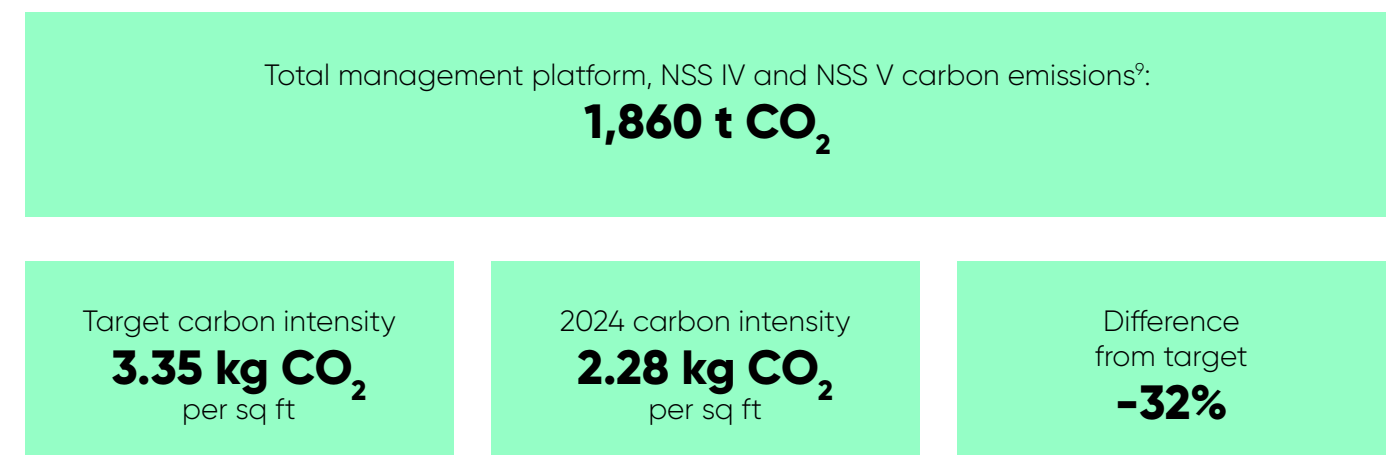 Total management platform, NSS IV and NSS V carbon emissions⁹:
1,860 t CO₂
Target carbon intensity
3.35 kg CO₂
per sq ft
2024 carbon intensity
2.28 kg CO₂
per sq ft
Difference
from target
-32%